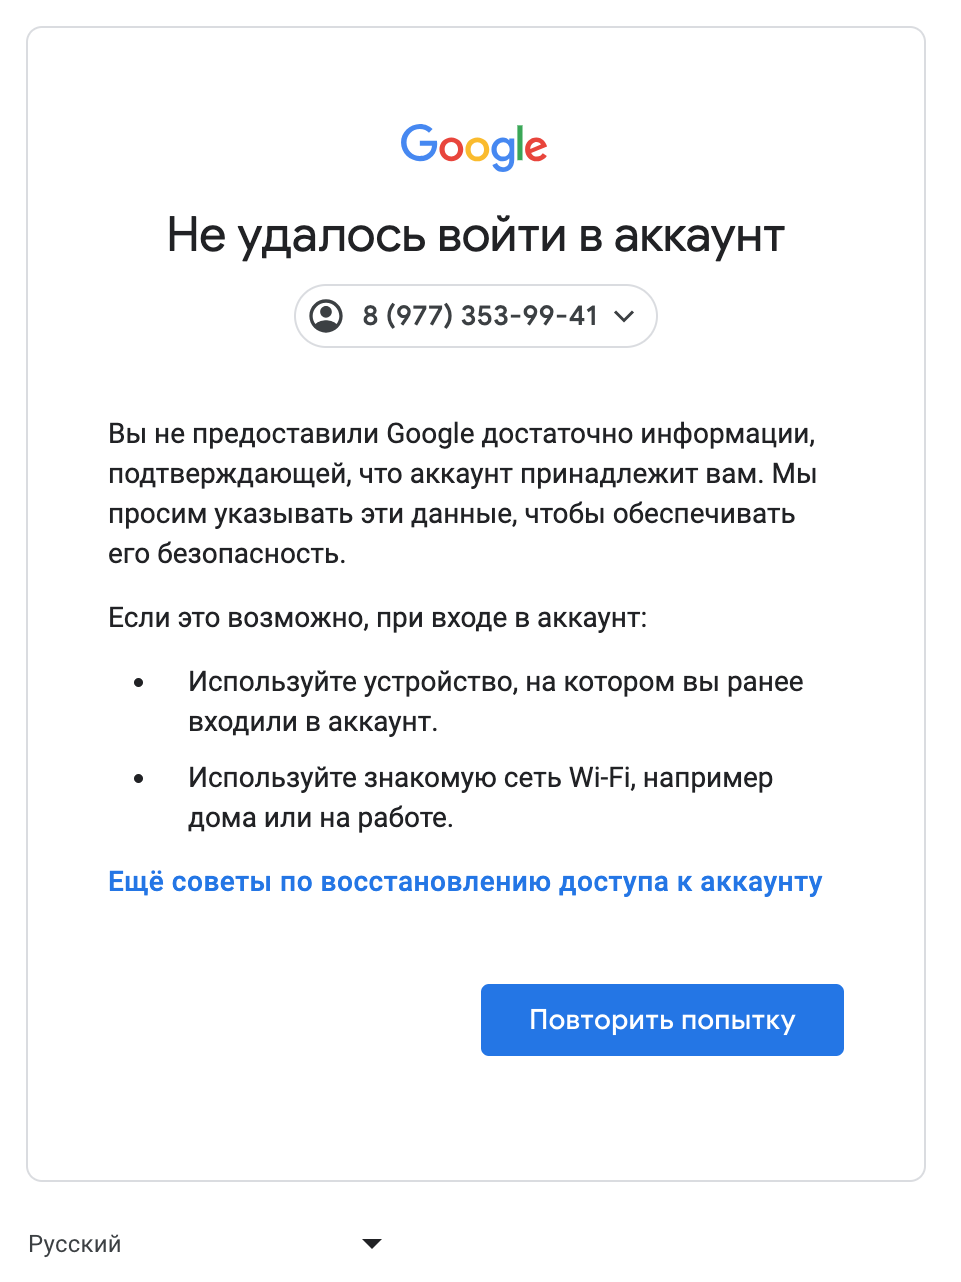 Google
Не удалось войти в аккаунт
8 (977) 353-99-41
Вы не предоставили Google достаточно информации,
подтверждающей, что аккаунт принадлежит вам. Мы
просим указывать эти данные, чтобы обеспечивать
его безопасность.
Если это возможно, при входе в аккаунт:
• Используйте устройство, на котором вы ранее
входили в аккаунт.
• Используйте знакомую сеть Wi-Fi, например
дома или на работе.
Ещё советы по восстановлению доступа к аккаунту
Повторить попытку
Русский